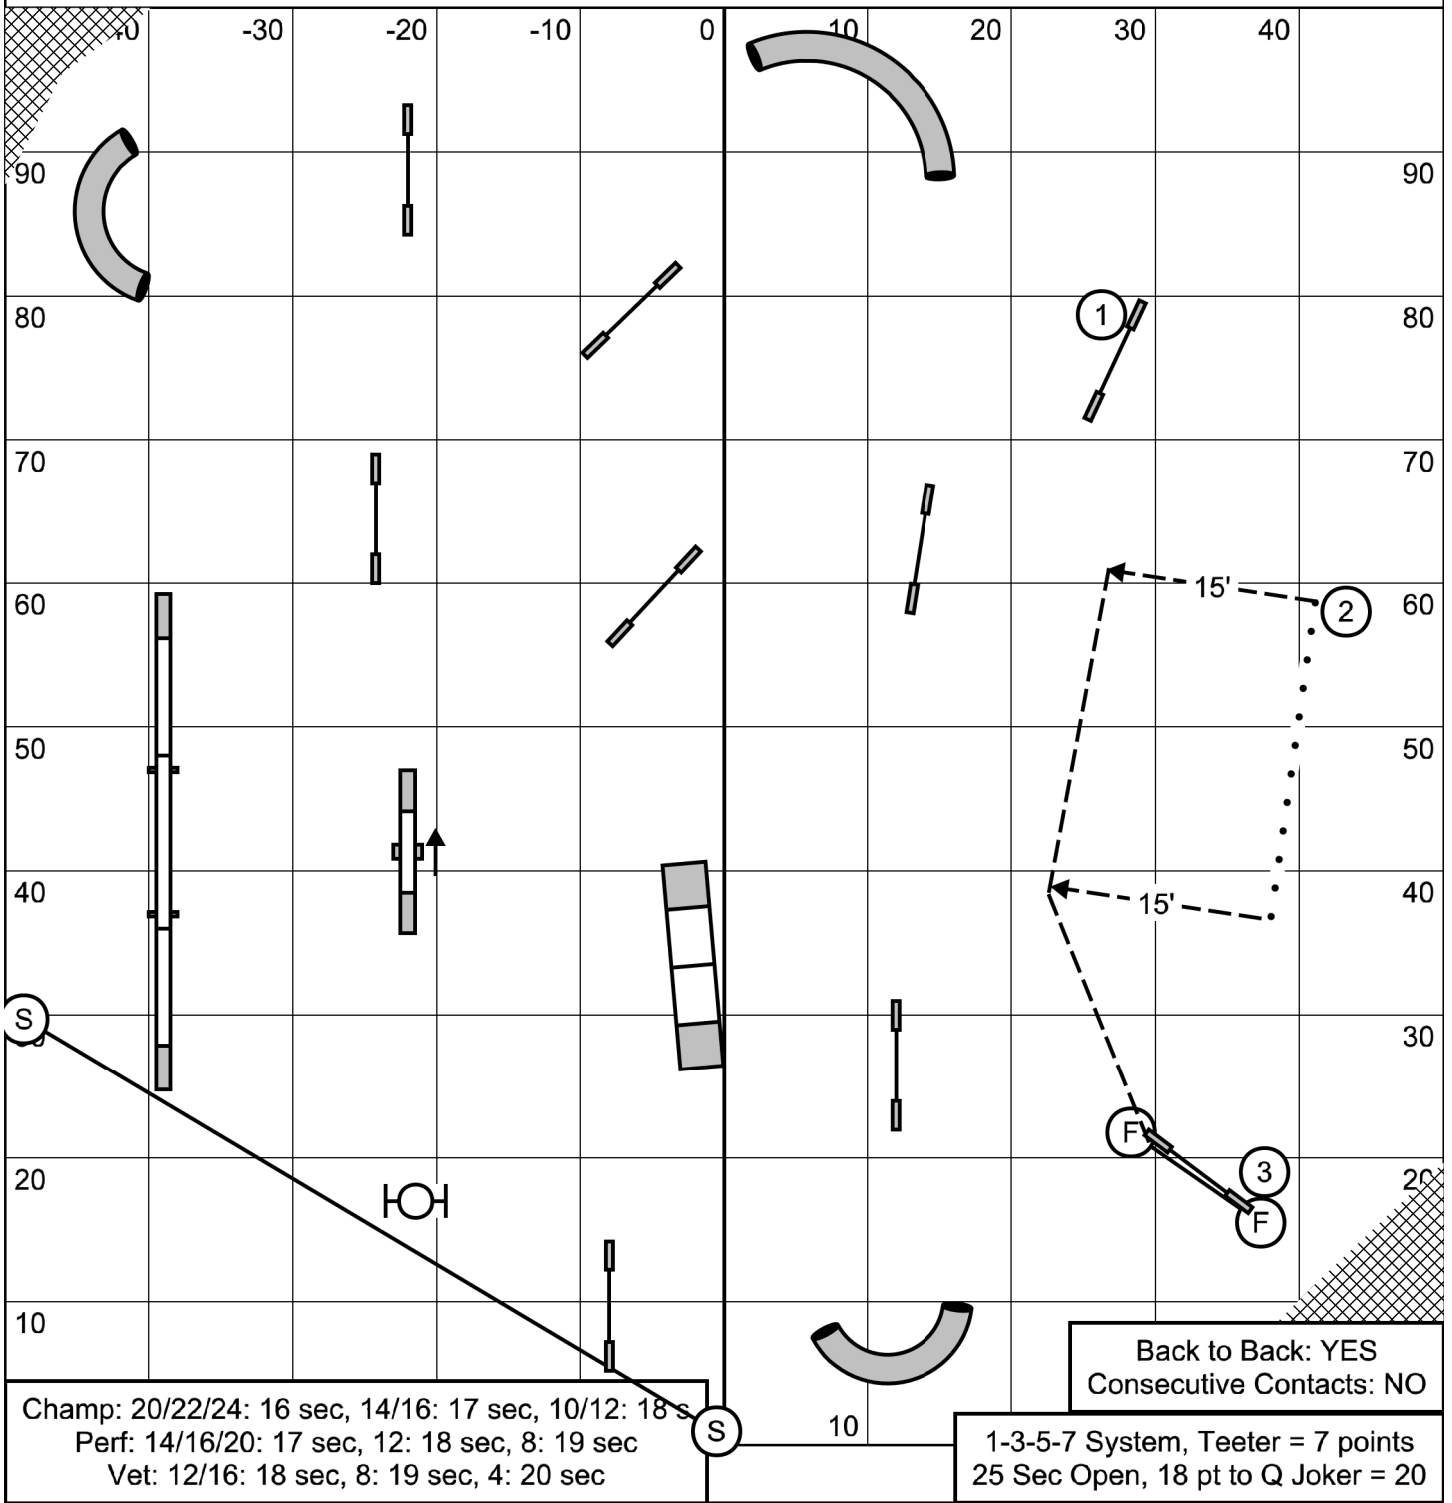 -30 -20 -10 0 10 20 30 40
90 90
80 1 80
70 70
60 15' 2 60
50 50
40 15' 40
S 30
F
20 3 20
F
10
Back to Back: YES
Consecutive Contacts: NO
Champ: 20/22/24: 16 sec, 14/16: 17 sec, 10/12: 18 s
Perf: 14/16/20: 17 sec, 12: 18 sec, 8: 19 sec
Vet: 12/16: 18 sec, 8: 19 sec, 4: 20 sec
S
10
1-3-5-7 System, Teeter = 7 points
25 Sec Open, 18 pt to Q Joker = 20